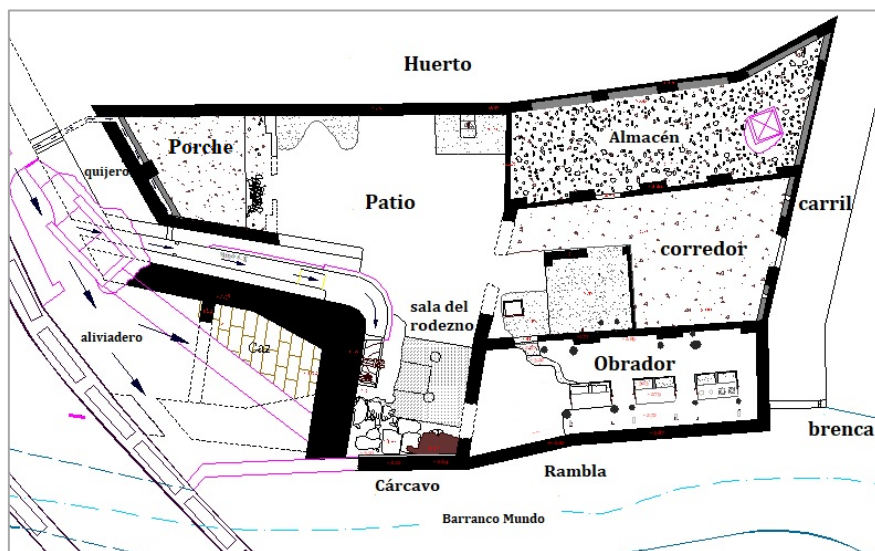 Huerto
Almacén
Porche
quijero
Patio
carril
corredor
sala del
rodezno
aliviadero
Caz
Obrador
brenca
Rambla
Cárcavo
Barranco Mundo